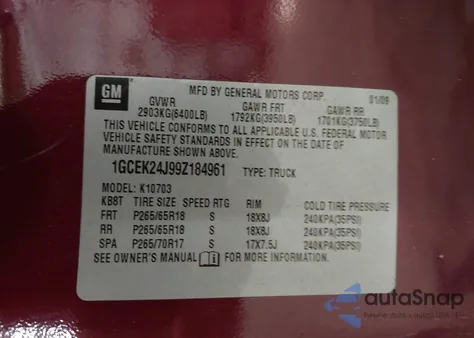 GM
MFD BY GENERAL MOTORS CORP. 01/09
GVWR GAWR FRT GAWR RR
2903KG(6400LB) 1792KG(3950LB) 1701KG(3750LB)
THIS VEHICLE CONFORMS TO ALL APPLICABLE U.S. FEDERAL MOTOR
VEHICLE SAFETY STANDARDS IN EFFECT ON THE DATE OF
MANUFACTURE SHOWN ABOVE.
1GCEK24J99Z184961 TYPE: TRUCK
MODEL: K10703
KB8T TIRE SIZE SPEED RTG RIM COLD TIRE PRESSURE
FRT P265/65R18 S 18X8J 240KPA(35PSI)
RR P265/65R18 S 18X8J 240KPA(35PSI)
SPA P265/70R17 S 17X7.5J 240KPA(35PSI)
SEE OWNER'S MANUAL FOR MORE INFORMATION.
autoSnap